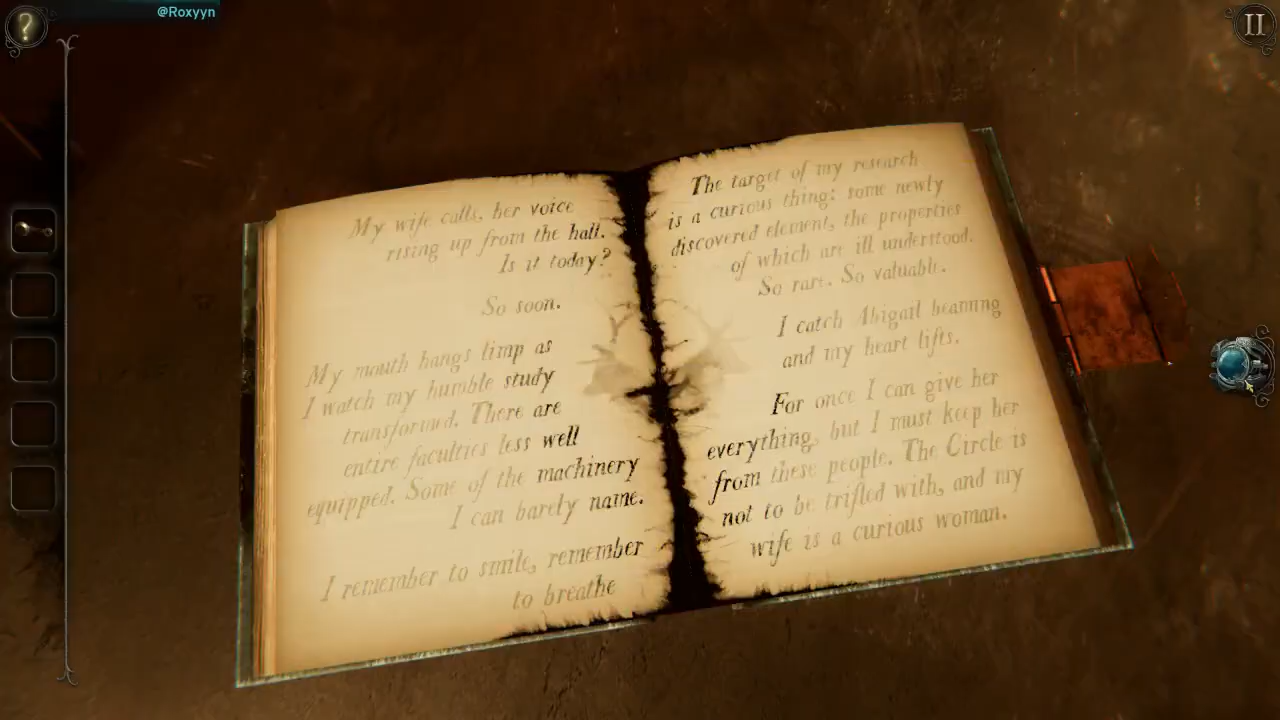 @Roxyyn
II
My wife calls, her voice
rising up from the hall.
Is it today?
So soon.
My mouth hangs limp as
I watch my humble study
transformed. There are
entire faculties less well
equipped. Some of the machinery
I can barely name.
I remember to smile, remember
to breathe
The target of my research
is a curious thing: some newly
discovered element, the properties
of which are ill understood.
So rare. So valuable.
I catch Abigail beaming
and my heart lifts.
For once I can give her
everything, but I must keep her
from these people. The Circle is
not to be trifled with, and my
wife is a curious woman.